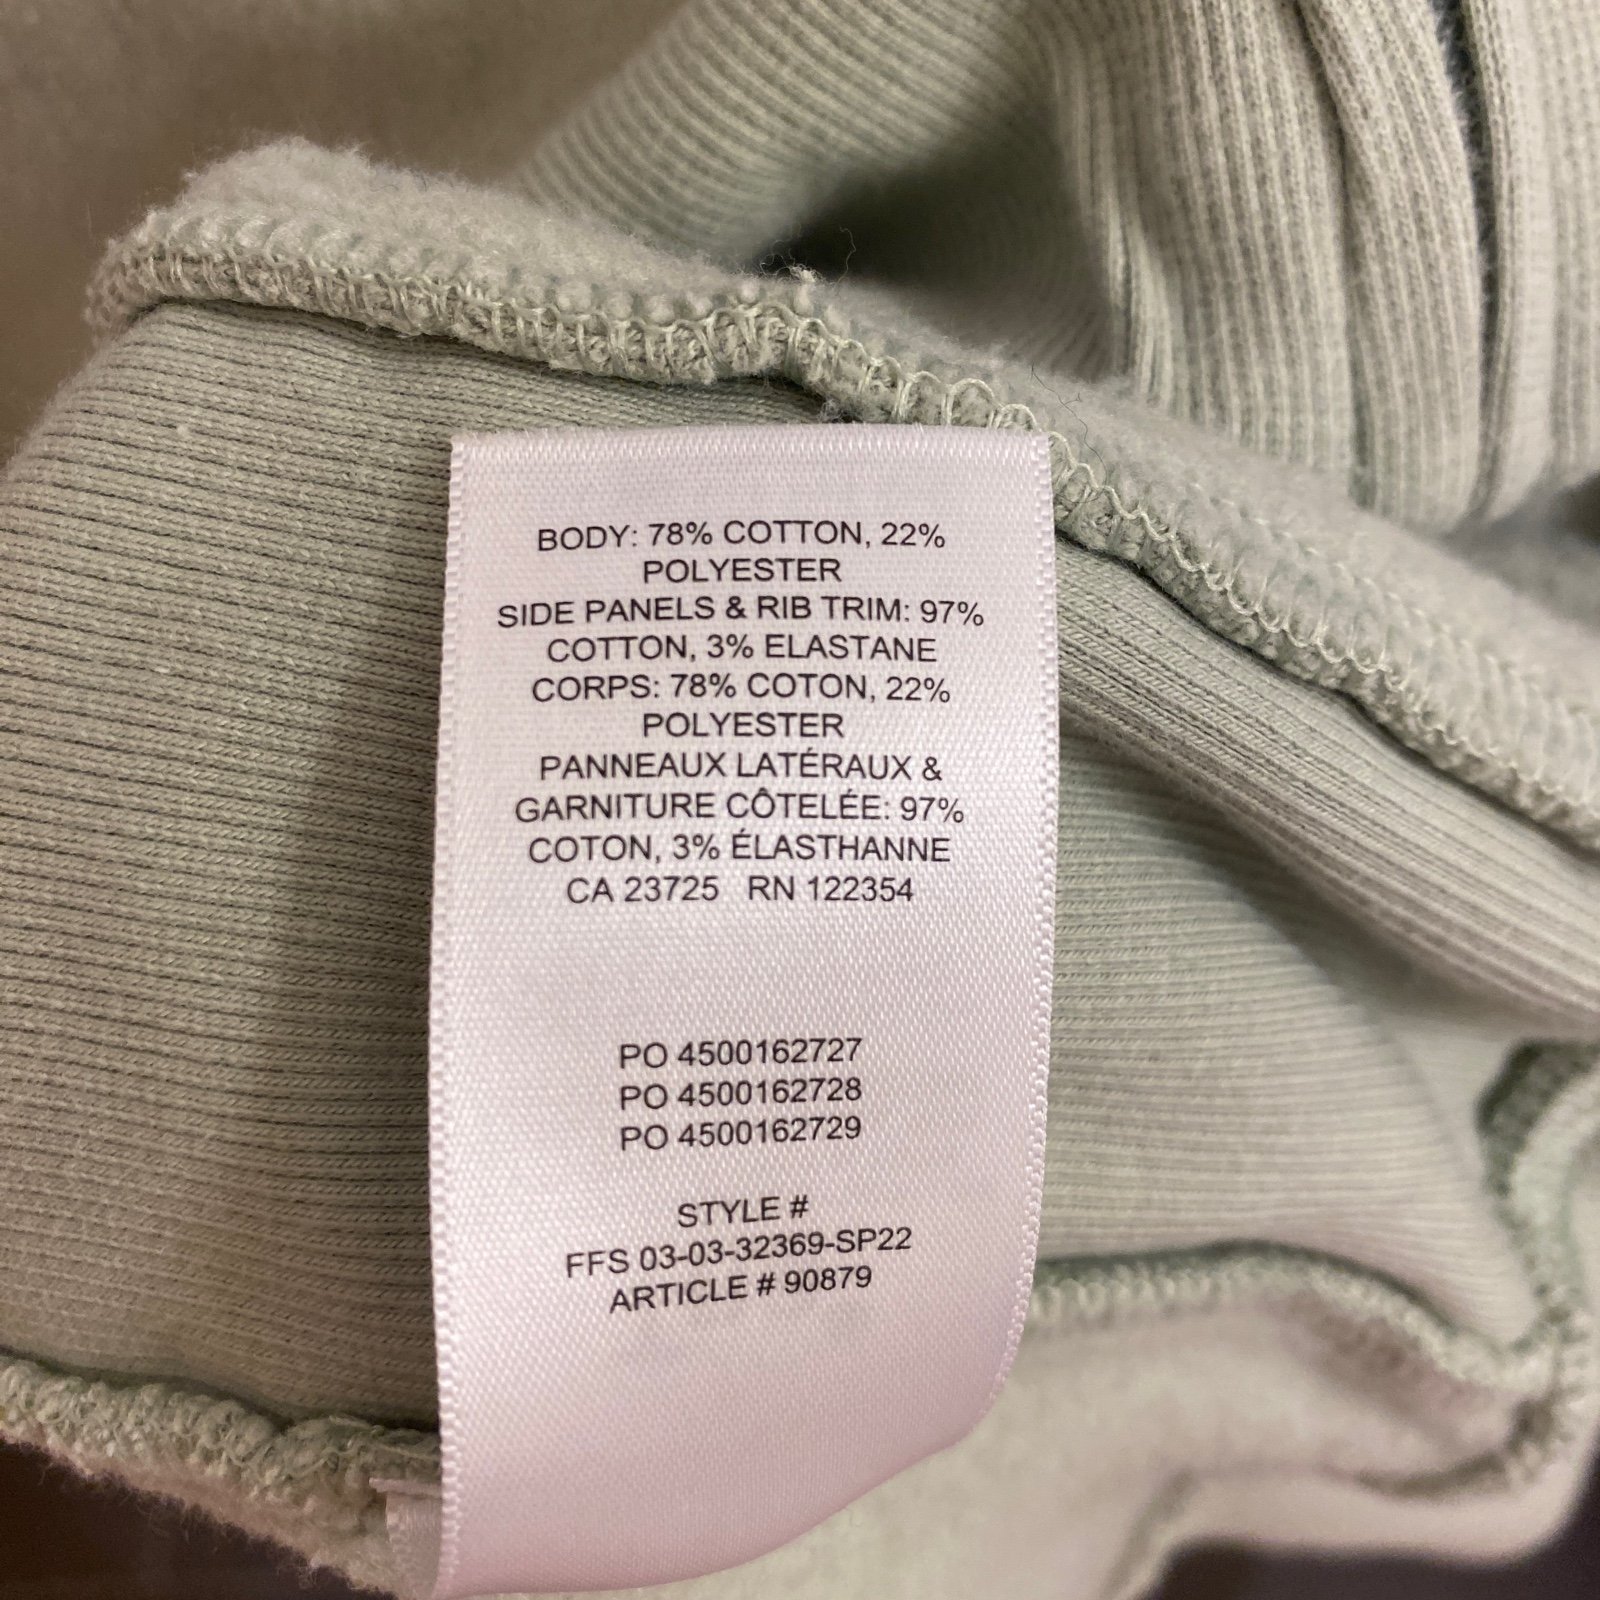 BODY: 78% COTTON, 22%
POLYESTER
SIDE PANELS & RIB TRIM: 97%
COTTON, 3% ELASTANE
CORPS: 78% COTON, 22%
POLYESTER
PANNEAUX LATÉRAUX &
GARNITURE CÔTELÉE: 97%
COTON, 3% ÉLASTHANNE
CA 23725 RN 122354
PO 4500162727
PO 4500162728
PO 4500162729
STYLE #
FFS 03-03-32369-SP22
ARTICLE # 90879